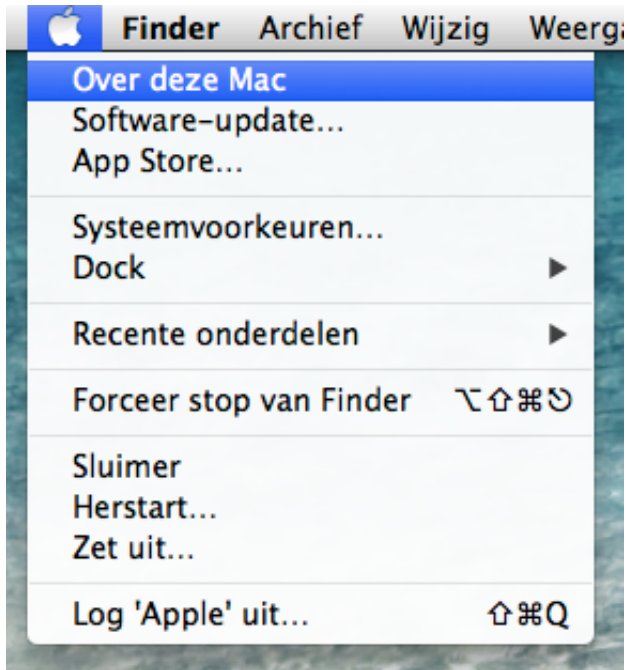 Finder Archief Wijzig Weerga
Over deze Mac
Software-update...
App Store...
Systeemvoorkeuren...
Dock ▶
Recente onderdelen ▶
Forceer stop van Finder ⌥⇧⌘⎋
Sluimer
Herstart...
Zet uit...
Log 'Apple' uit... ⇧⌘Q